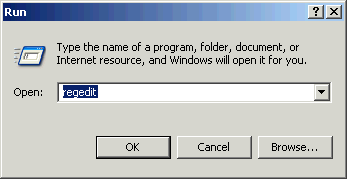 Run
Type the name of a program, folder, document, or
Internet resource, and Windows will open it for you.
Open: regedit
OK Cancel Browse...